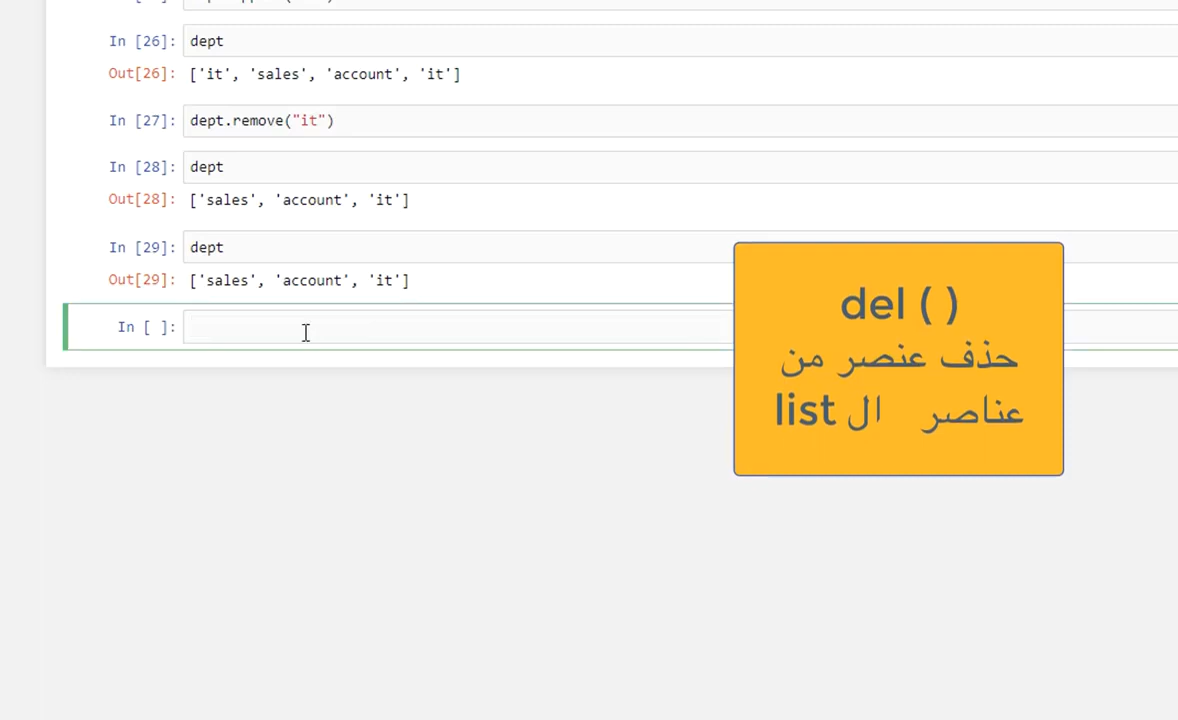 In [26]: dept
Out[26]: ['it', 'sales', 'account', 'it']
In [27]: dept.remove("it")
In [28]: dept
Out[28]: ['sales', 'account', 'it']
In [29]: dept
Out[29]: ['sales', 'account', 'it']
In [ ]:
del ( )
حذف عنصر من
عناصر ال list